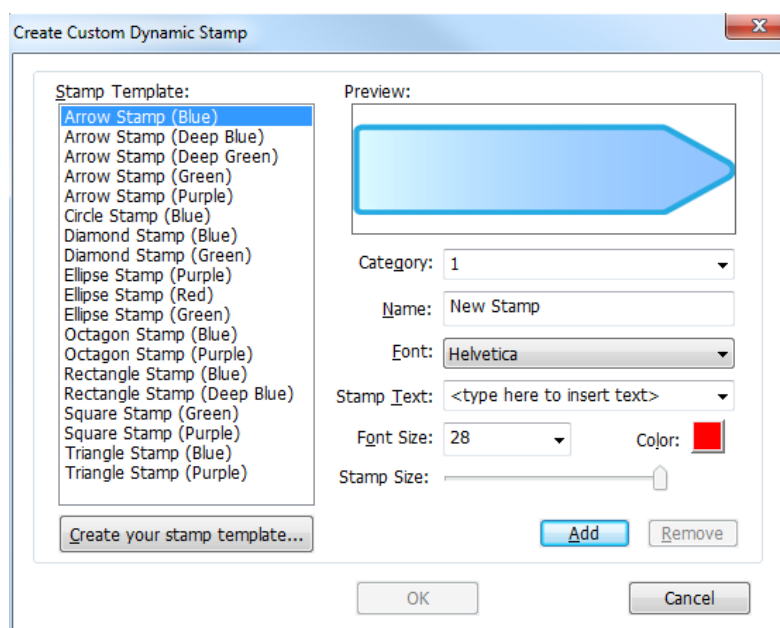 Create Custom Dynamic Stamp
Stamp Template:
Arrow Stamp (Blue)
Arrow Stamp (Deep Blue)
Arrow Stamp (Deep Green)
Arrow Stamp (Green)
Arrow Stamp (Purple)
Circle Stamp (Blue)
Diamond Stamp (Blue)
Diamond Stamp (Green)
Ellipse Stamp (Purple)
Ellipse Stamp (Red)
Ellipse Stamp (Green)
Octagon Stamp (Blue)
Octagon Stamp (Purple)
Rectangle Stamp (Blue)
Rectangle Stamp (Deep Blue)
Square Stamp (Green)
Square Stamp (Purple)
Triangle Stamp (Blue)
Triangle Stamp (Purple)
Create your stamp template...
Preview:
Category: 1
Name: New Stamp
Font: Helvetica
Stamp Text: <type here to insert text>
Font Size: 28 Color:
Stamp Size:
Add Remove
OK Cancel